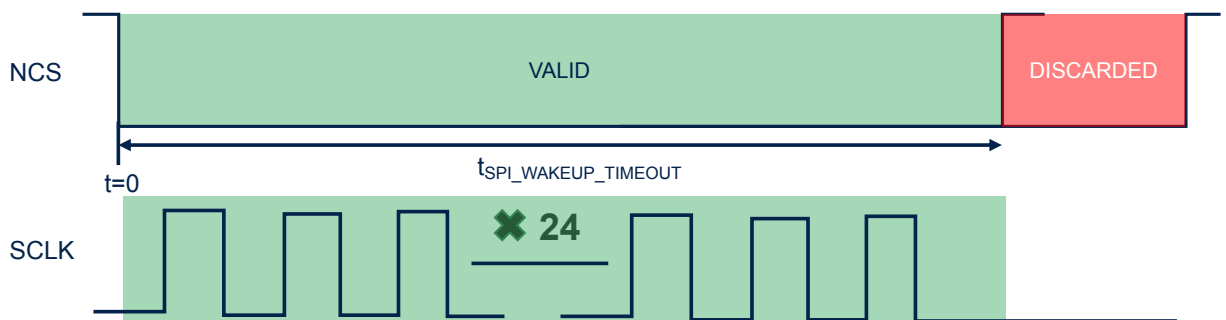 NCS
VALID
DISCARDED
t=0
tSPI_WAKEUP_TIMEOUT
SCLK
✖ 24